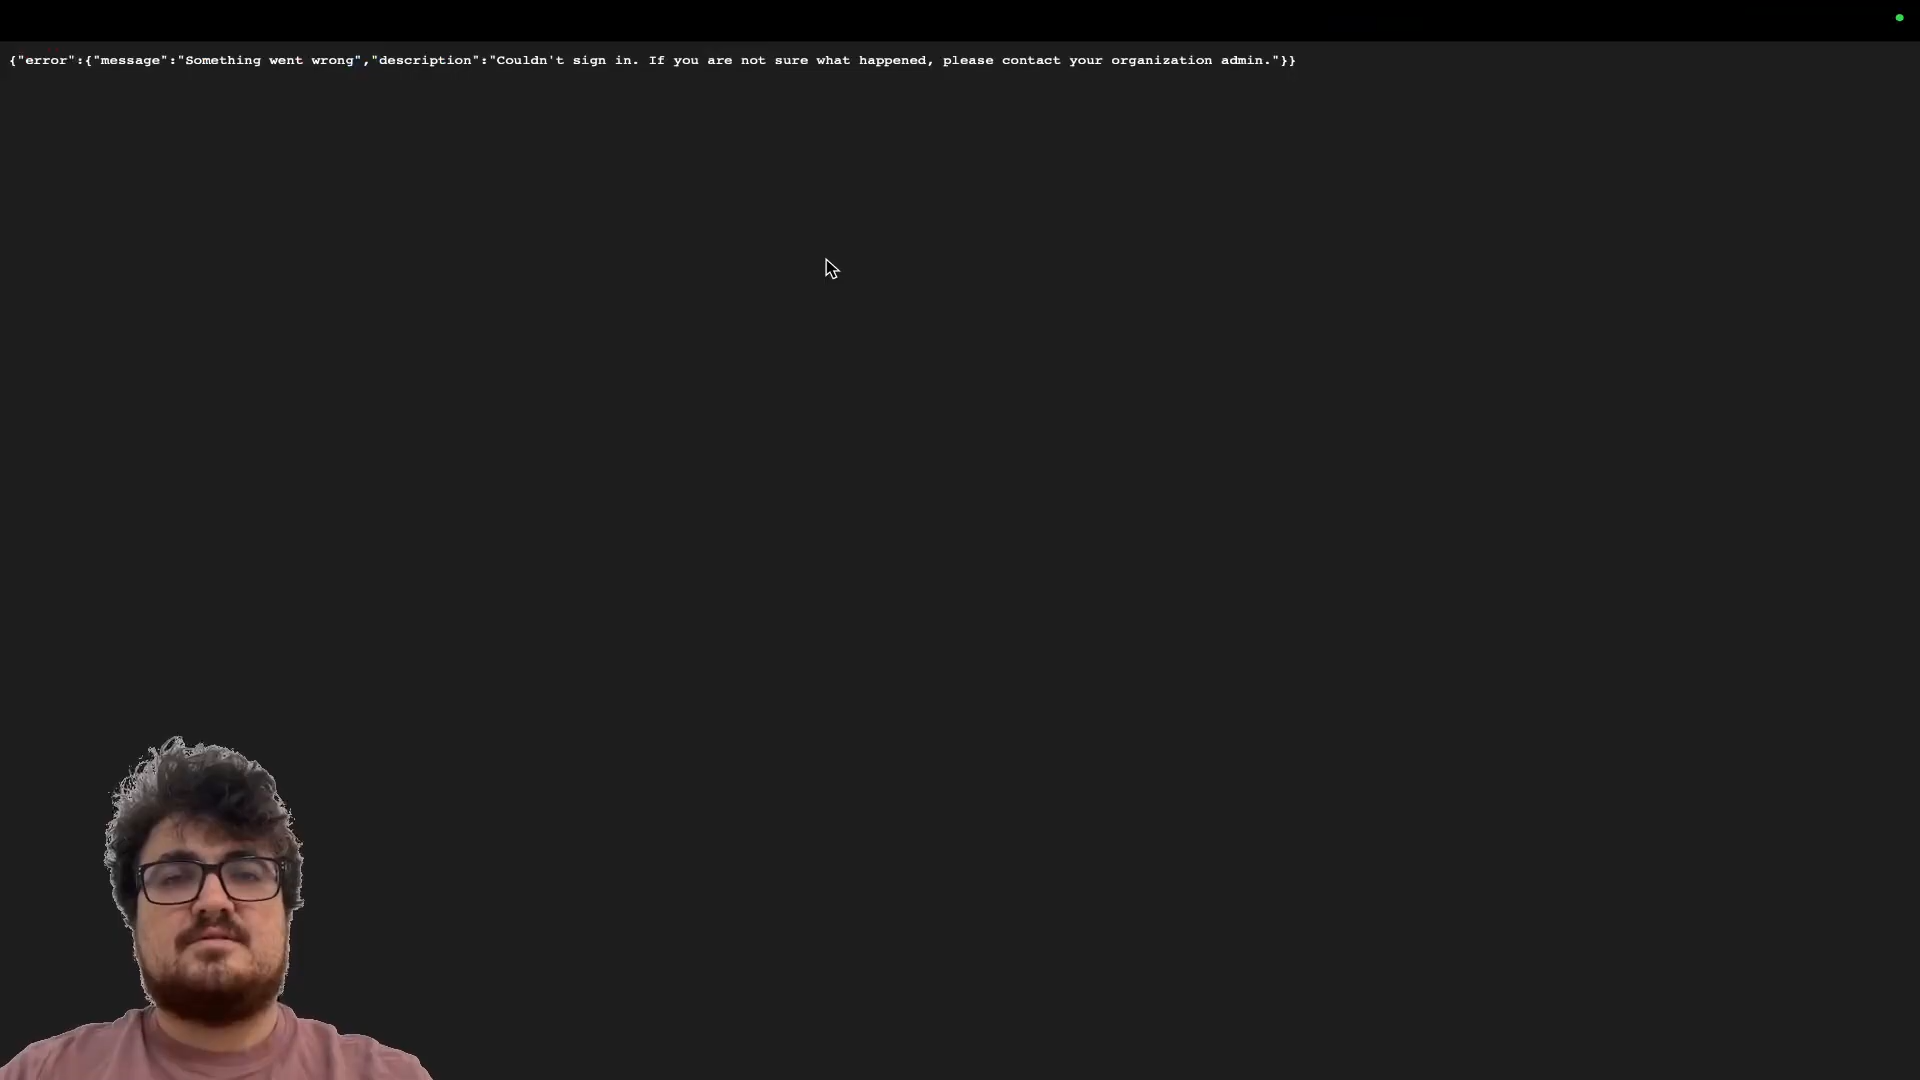 {"error":{"message":"Something went wrong","description":"Couldn't sign in. If you are not sure what happened, please contact your organization admin."}}